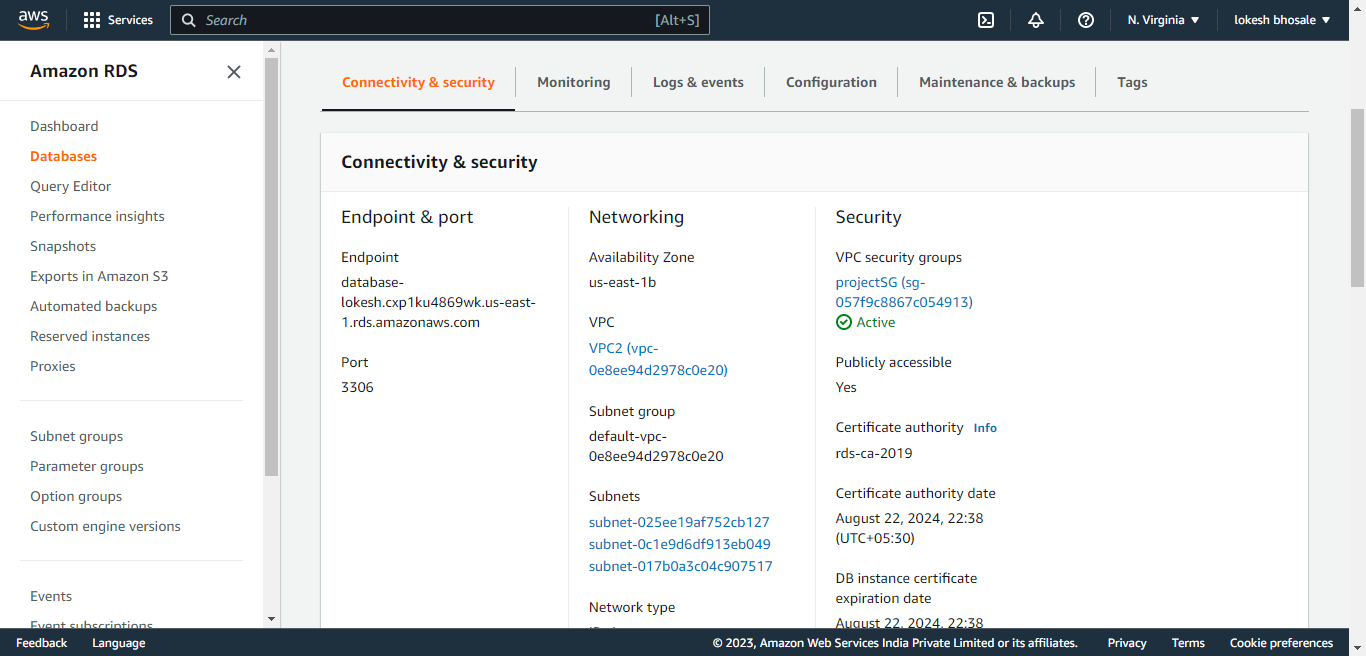 aws
Services
Search
[Alt+S]
N. Virginia
lokesh bhosale
Amazon RDS
Dashboard
Databases
Query Editor
Performance insights
Snapshots
Exports in Amazon S3
Automated backups
Reserved instances
Proxies
Subnet groups
Parameter groups
Option groups
Custom engine versions
Events
Event subscriptions
Connectivity & security
Monitoring
Logs & events
Configuration
Maintenance & backups
Tags
Connectivity & security
Endpoint & port
Endpoint
database-
lokesh.cxp1ku4869wk.us-east-
1.rds.amazonaws.com
Port
3306
Networking
Availability Zone
us-east-1b
VPC
VPC2 (vpc-
0e8ee94d2978c0e20)
Subnet group
default-vpc-
0e8ee94d2978c0e20
Subnets
subnet-025ee19af752cb127
subnet-0c1e9d6df913eb049
subnet-017b0a3c04c907517
Network type
Security
VPC security groups
projectSG (sg-
057f9c8867c054913)
Active
Publicly accessible
Yes
Certificate authority Info
rds-ca-2019
Certificate authority date
August 22, 2024, 22:38
(UTC+05:30)
DB instance certificate
expiration date
August 22, 2024, 22:38
Feedback
Language
© 2023, Amazon Web Services India Private Limited or its affiliates.
Privacy
Terms
Cookie preferences